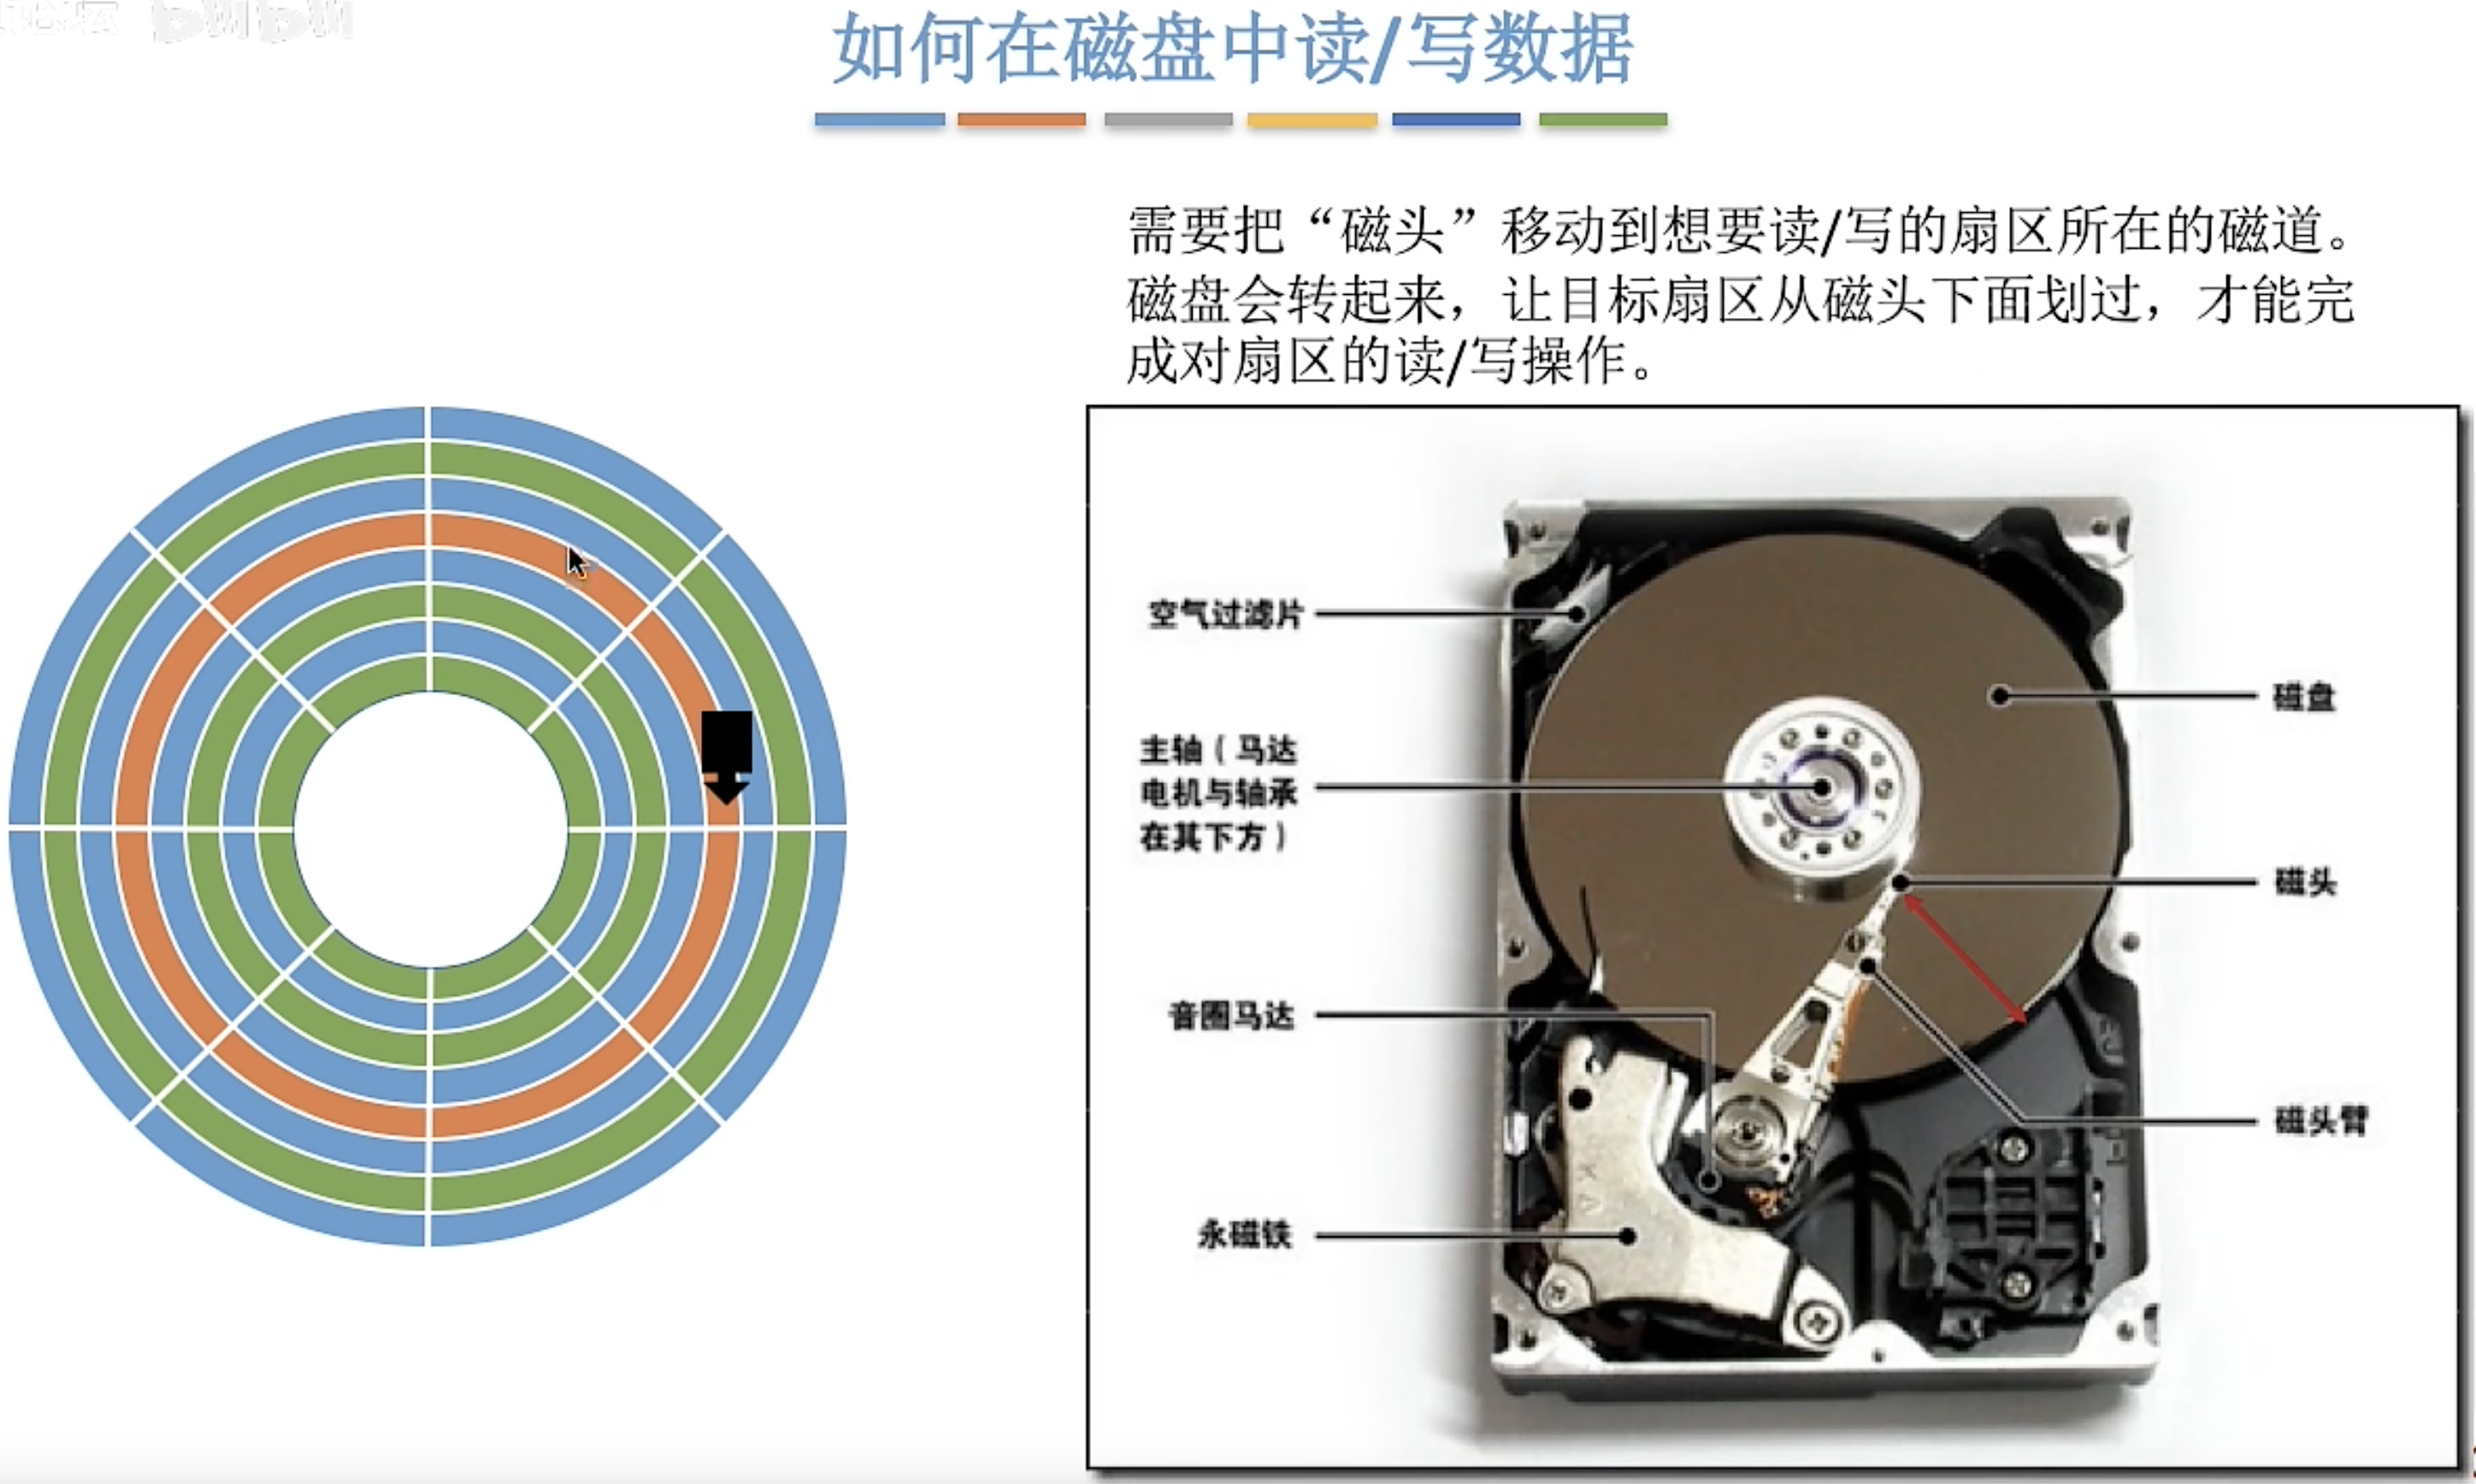 如何在磁盘中读/写数据
需要把“磁头”移动到想要读/写的扇区所在的磁道。
磁盘会转起来，让目标扇区从磁头下面划过，才能完
成对扇区的读/写操作。
空气过滤片
磁盘
主轴（马达
电机与轴承
在其下方）
磁头
音圈马达
磁头臂
永磁铁